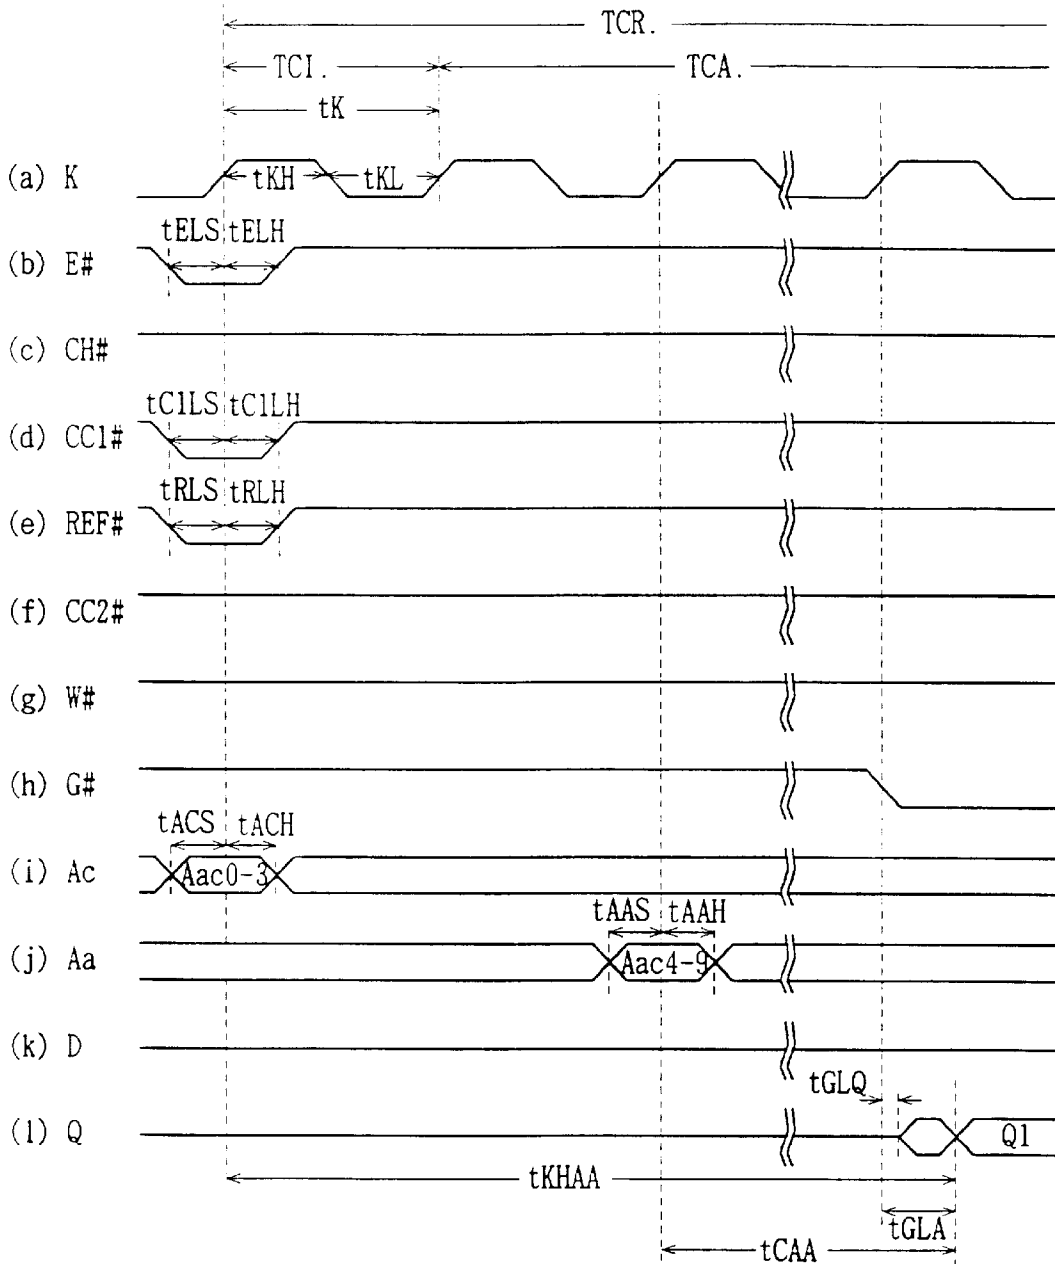 TCR.
TCI. TCA.
tK
(a) K tKH tKL
tELS tELH
(b) E#
(c) CH#
tC1LS tC1LH
(d) CC1#
tRLS tRLH
(e) REF#
(f) CC2#
(g) W#
(h) G#
tACS tACH
(i) Ac Aac0-3
tAAS tAAH
(j) Aa Aac4-9
(k) D
tGLQ
(l) Q Q1
tKHAA
tGLA
tCAA